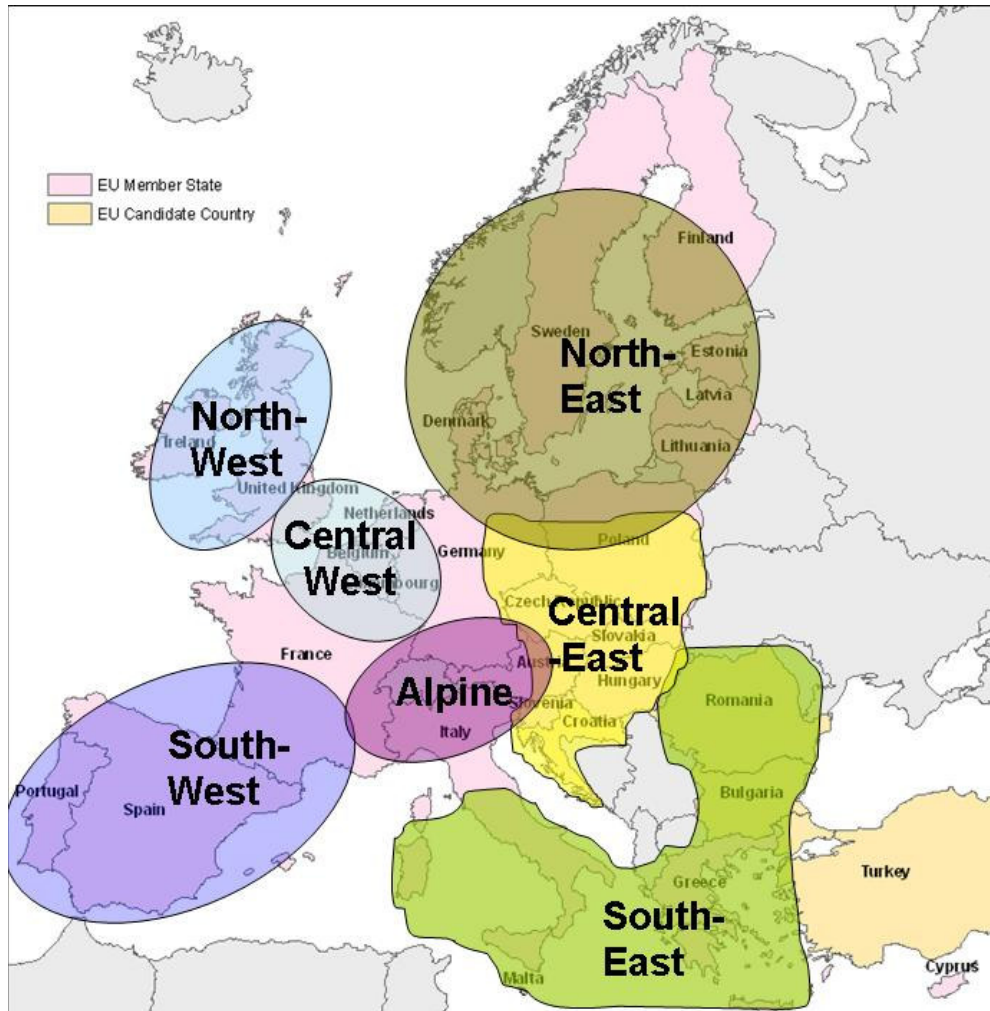 EU Member State
EU Candidate Country
Finland
Sweden
North-
East
Estonia
Latvia
Denmark
Lithuania
North-
West
Ireland
United Kingdom
Netherlands
Central
West
Belgium
Germany
Poland
Czech Republic
Central
-East
Slovakia
France
Hungary
Alpine
Slovenia
Croatia
Italy
Romania
South-
West
Portugal
Spain
Bulgaria
Turkey
Greece
South-
East
Malta
Cyprus